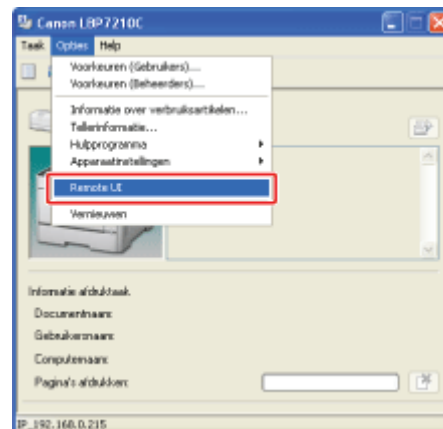 Canon LBP7210C
Taak Opties Help
Voorkeuren (Gebruikers)...
Voorkeuren (Beheerders)...
Informatie over verbruiksartikelen...
Tellerinformatie...
Hulpprogramma
Apparaatinstellingen
Remote UI
Vernieuwen
Informatie afdruktaak
Documentnaam:
Gebruikersnaam:
Computernaam:
Pagina's afdrukken:
IP_192.168.0.215